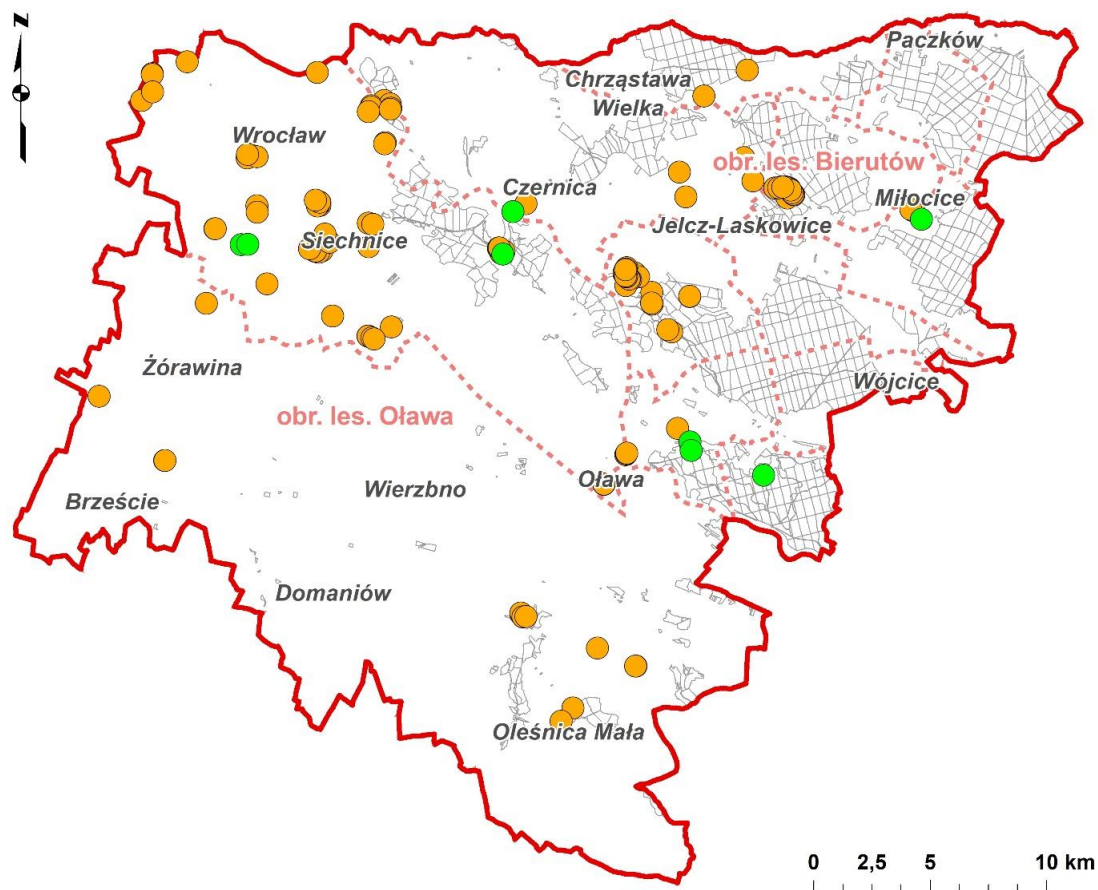 Z
Paczków
Chrząstawa
Wielka
Wrocław
obr. les. Bierutów
Czernica
Miłocice
Jelcz-Laskowice
Siechnice
Żórawina
Wójcice
obr. les. Oława
Oława
Wierzbno
Brzeście
Domaniów
Oleśnica Mała
0 2,5 5 10 km